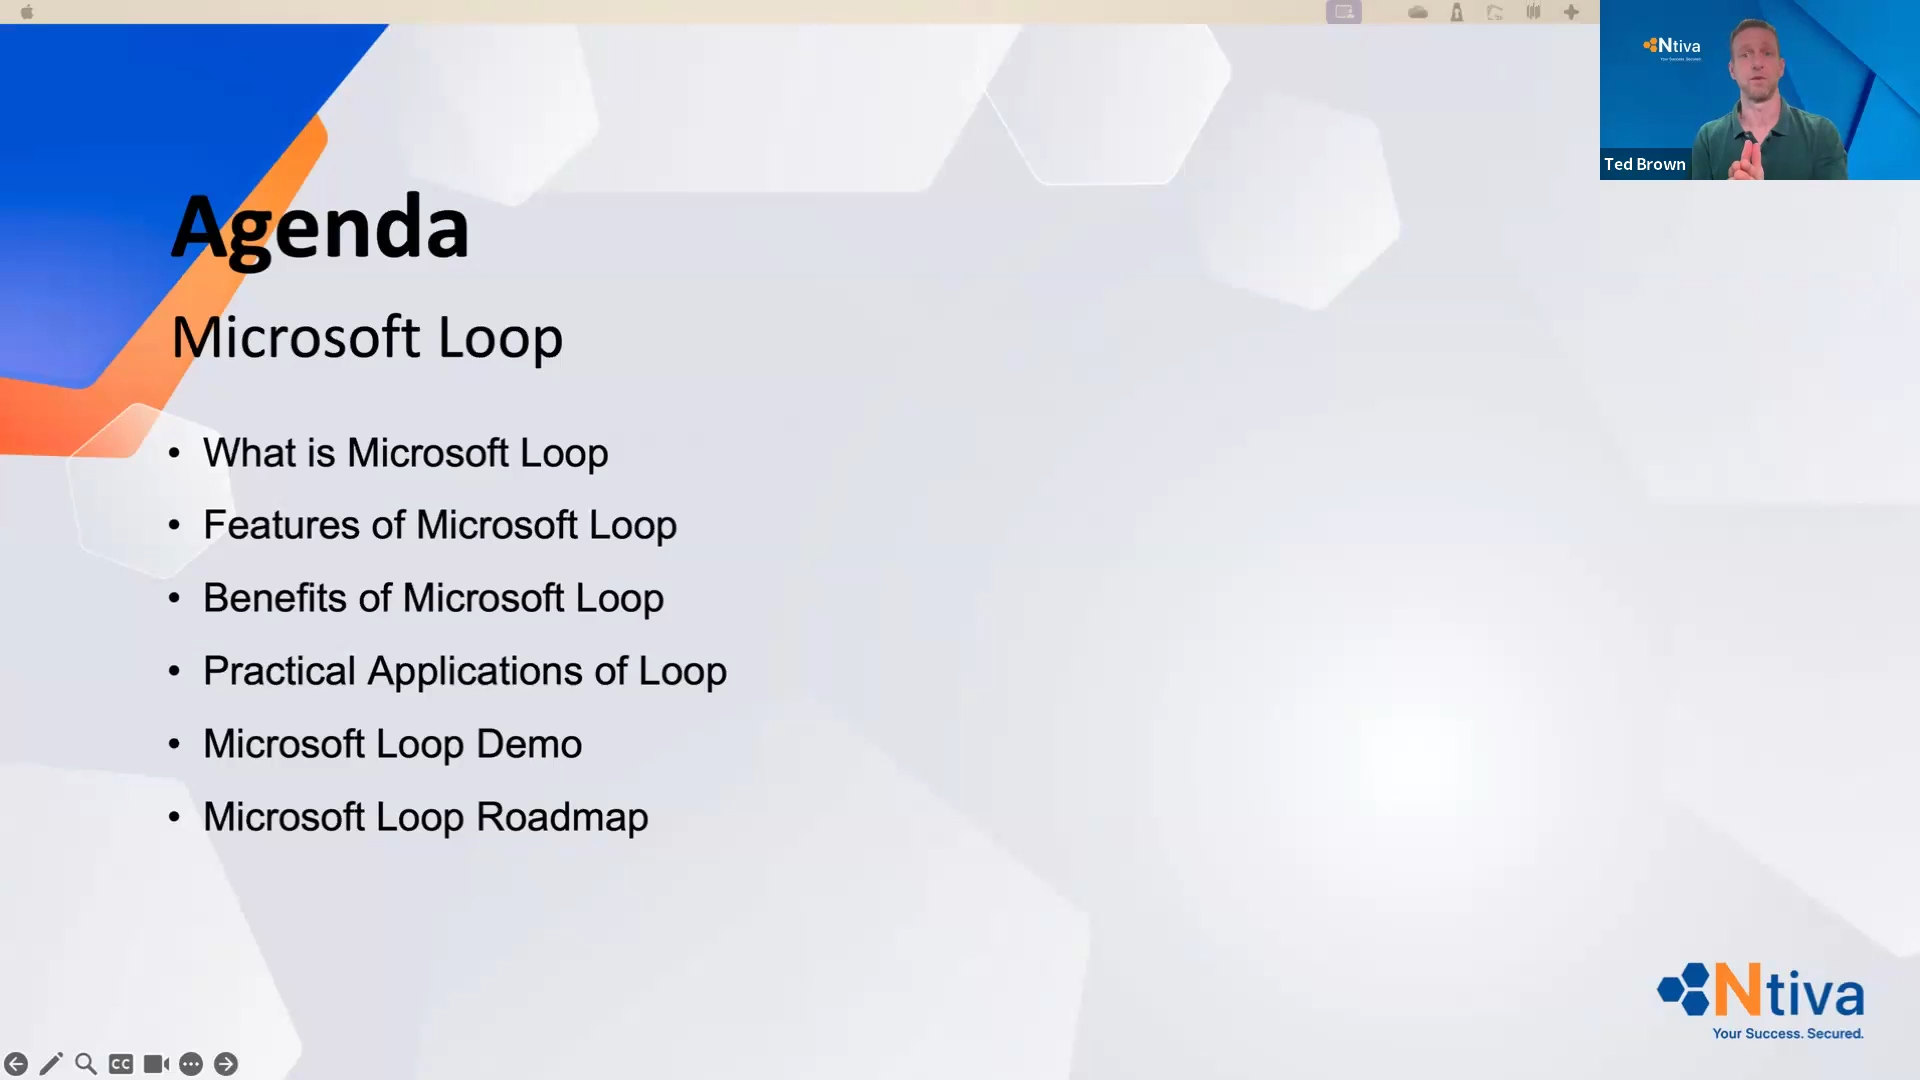 Ntiva
Ted Brown
Agenda
Microsoft Loop
• What is Microsoft Loop
• Features of Microsoft Loop
• Benefits of Microsoft Loop
• Practical Applications of Loop
• Microsoft Loop Demo
• Microsoft Loop Roadmap
Ntiva
Your Success. Secured.
CC